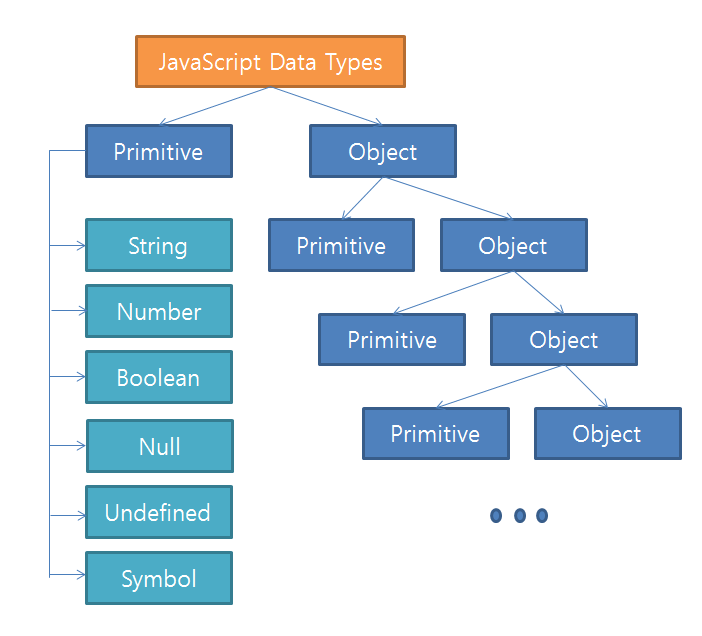 JavaScript Data Types
Primitive
Object
String
Primitive
Object
Number
Primitive
Object
Boolean
Primitive
Object
Null
Undefined
Symbol